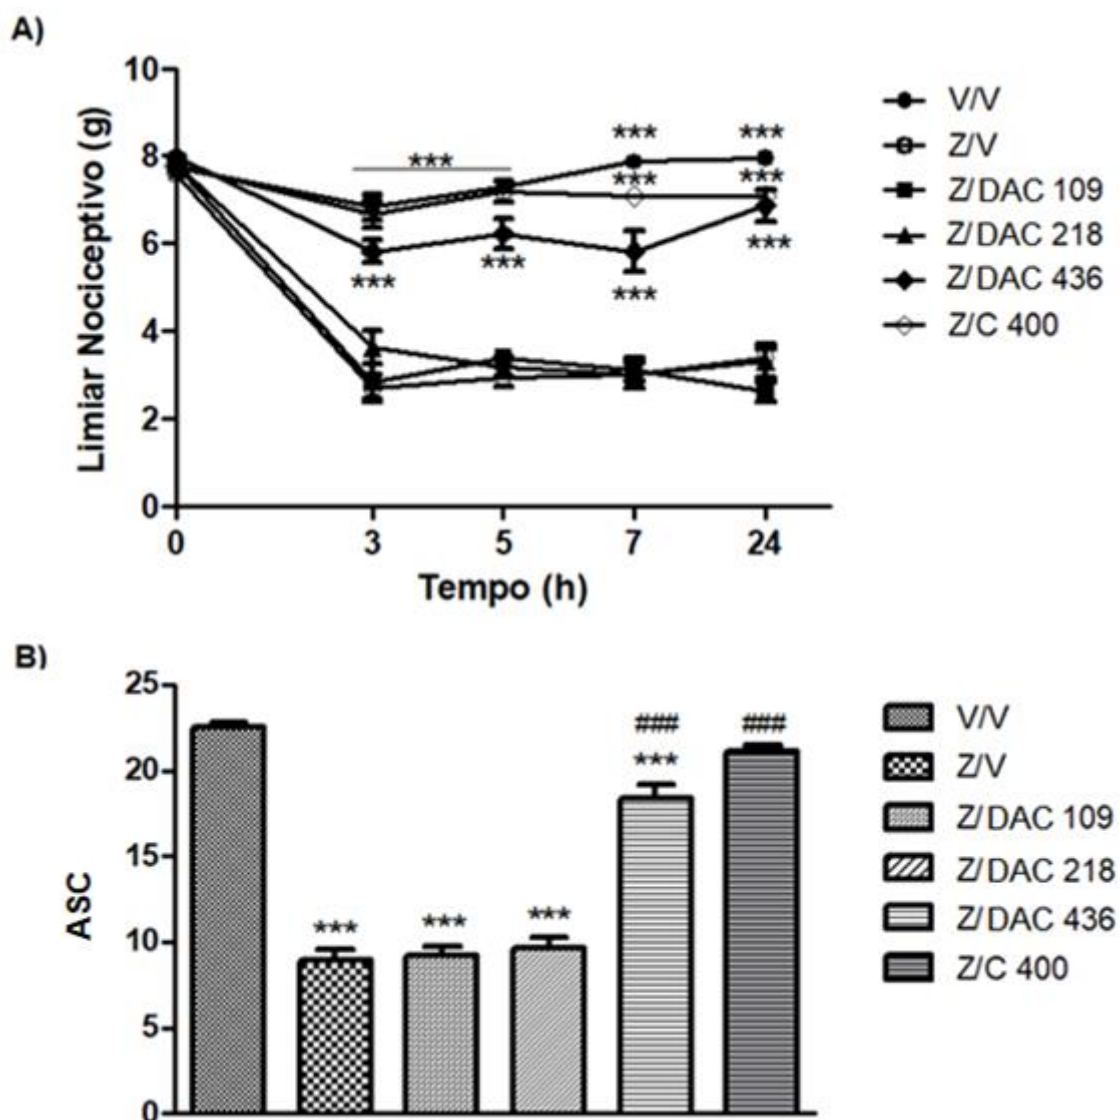 A)
Limiar Nociceptivo (g)
10
8
6
4
2
0
*** ***
***
*** ***
***
*** ***
***
***
0 3 5 7 24
Tempo (h)
V/V
Z/V
Z/DAC 109
Z/DAC 218
Z/DAC 436
Z/C 400
B)
ASC
25
20
15
10
5
0
### ###
***
*** *** ***
V/V
Z/V
Z/DAC 109
Z/DAC 218
Z/DAC 436
Z/C 400